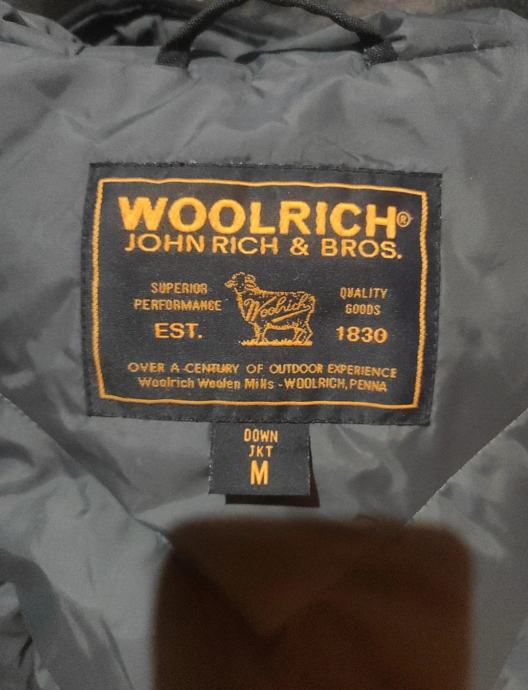 WOOLRICH®
JOHN RICH & BROS.
SUPERIOR
PERFORMANCE
QUALITY
GOODS
Woolrich
EST.
1830
OVER A CENTURY OF OUTDOOR EXPERIENCE
Woolrich Woolen Mills - WOOLRICH, PENNA
DOWN
JKT
M